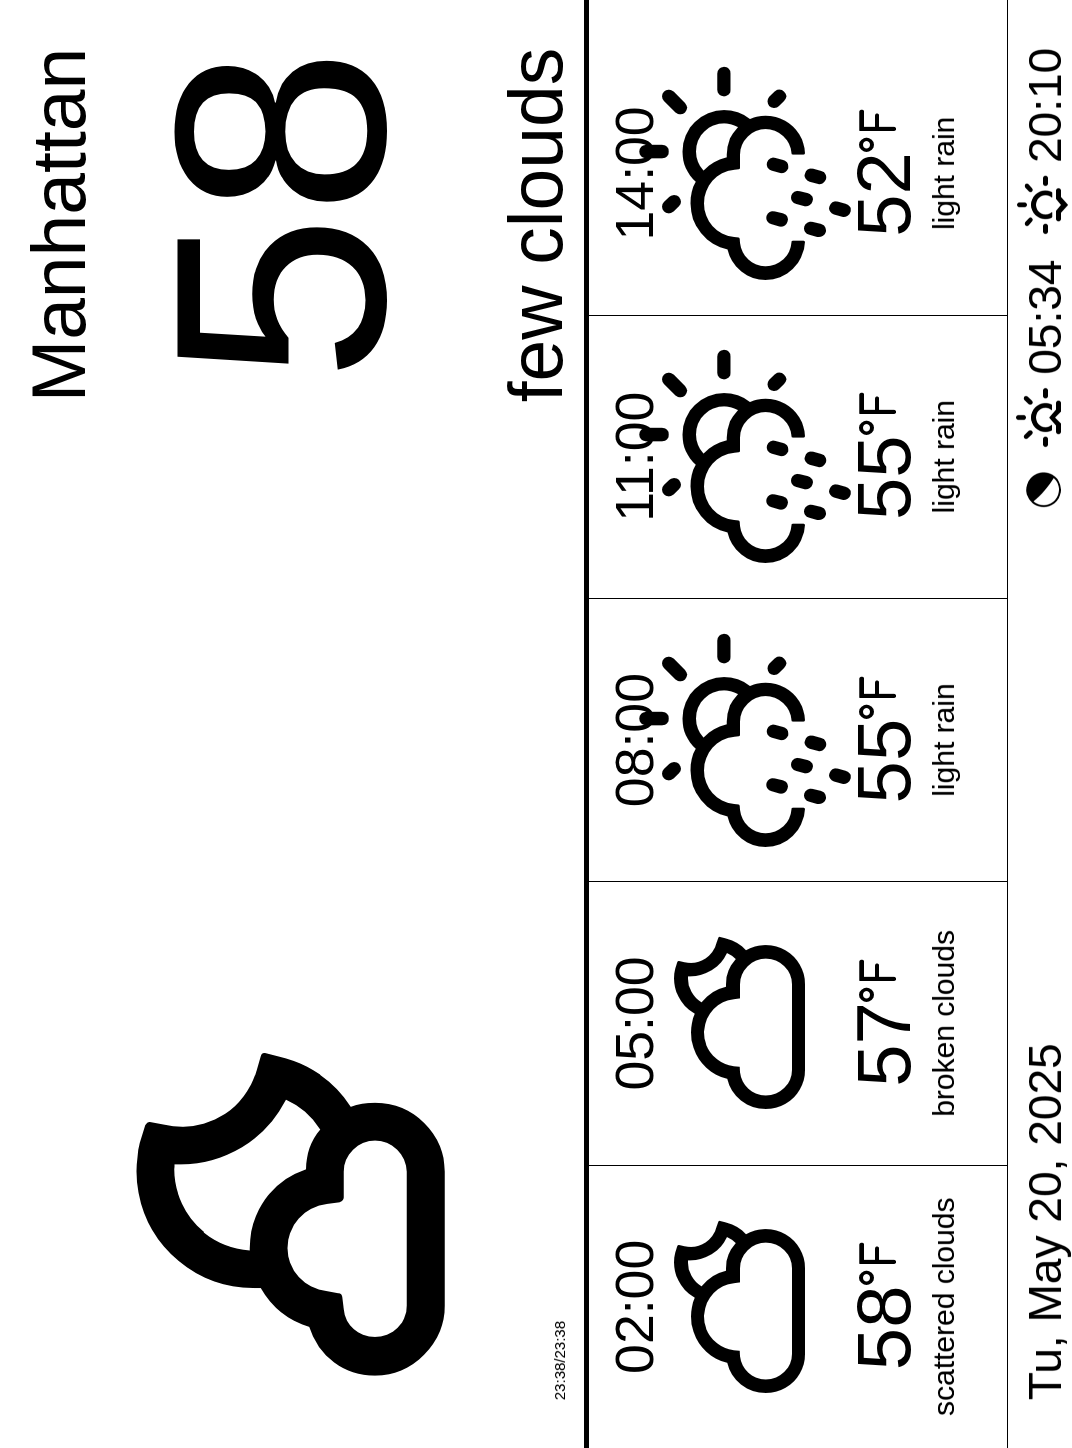 Manhattan
58
few clouds
23:38/23:38
02:00
58°F
scattered clouds
05:00
57°F
broken clouds
08:00
55°F
light rain
11:00
55°F
light rain
14:00
52°F
light rain
Tu, May 20, 2025
05:34
20:10